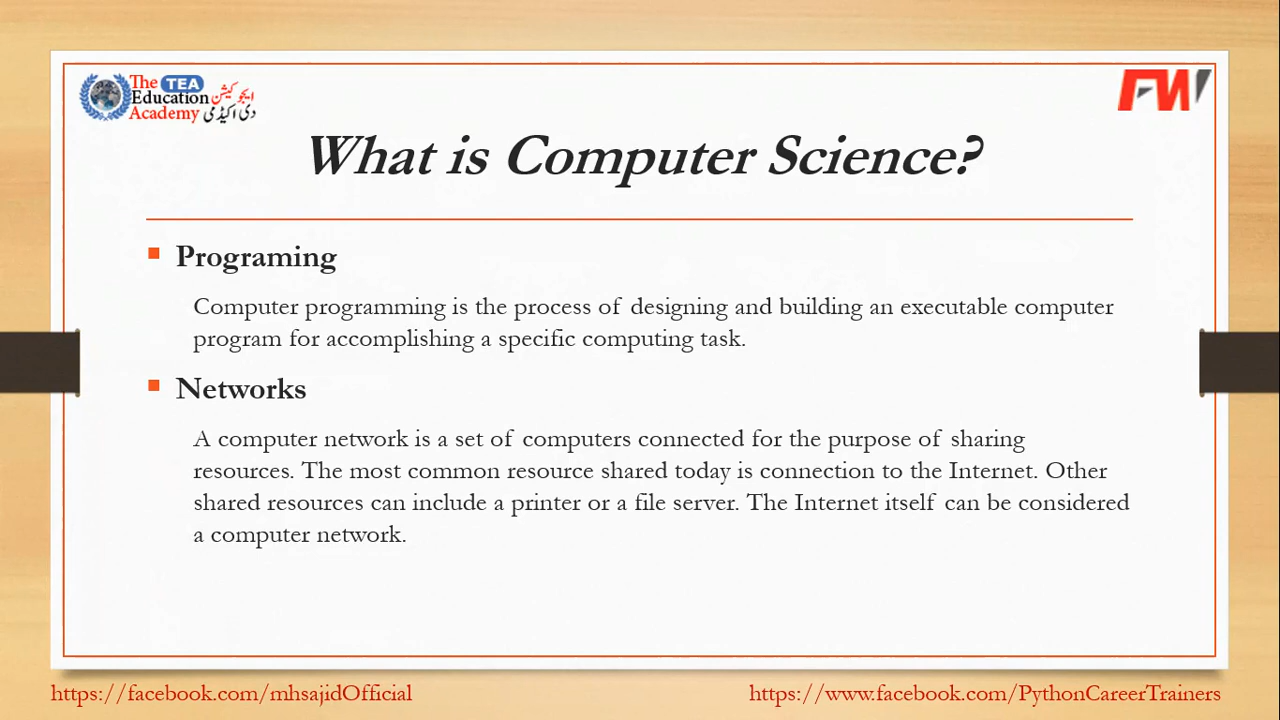 The TEA
Education ایجوکیشن
Academy دی اکیڈمی
FW
What is Computer Science?
Programing
Computer programming is the process of designing and building an executable computer
program for accomplishing a specific computing task.
Networks
A computer network is a set of computers connected for the purpose of sharing
resources. The most common resource shared today is connection to the Internet. Other
shared resources can include a printer or a file server. The Internet itself can be considered
a computer network.
https://facebook.com/mhsajidOfficial
https://www.facebook.com/PythonCareerTrainers